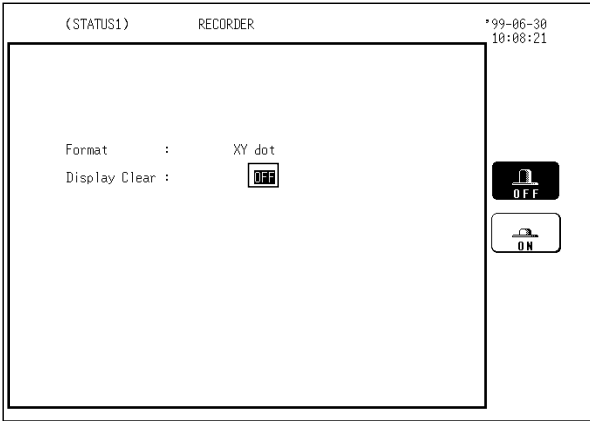 (STATUS1) RECORDER '99-06-30
10:08:21
Format : XY dot
Display Clear : OFF
OFF
ON